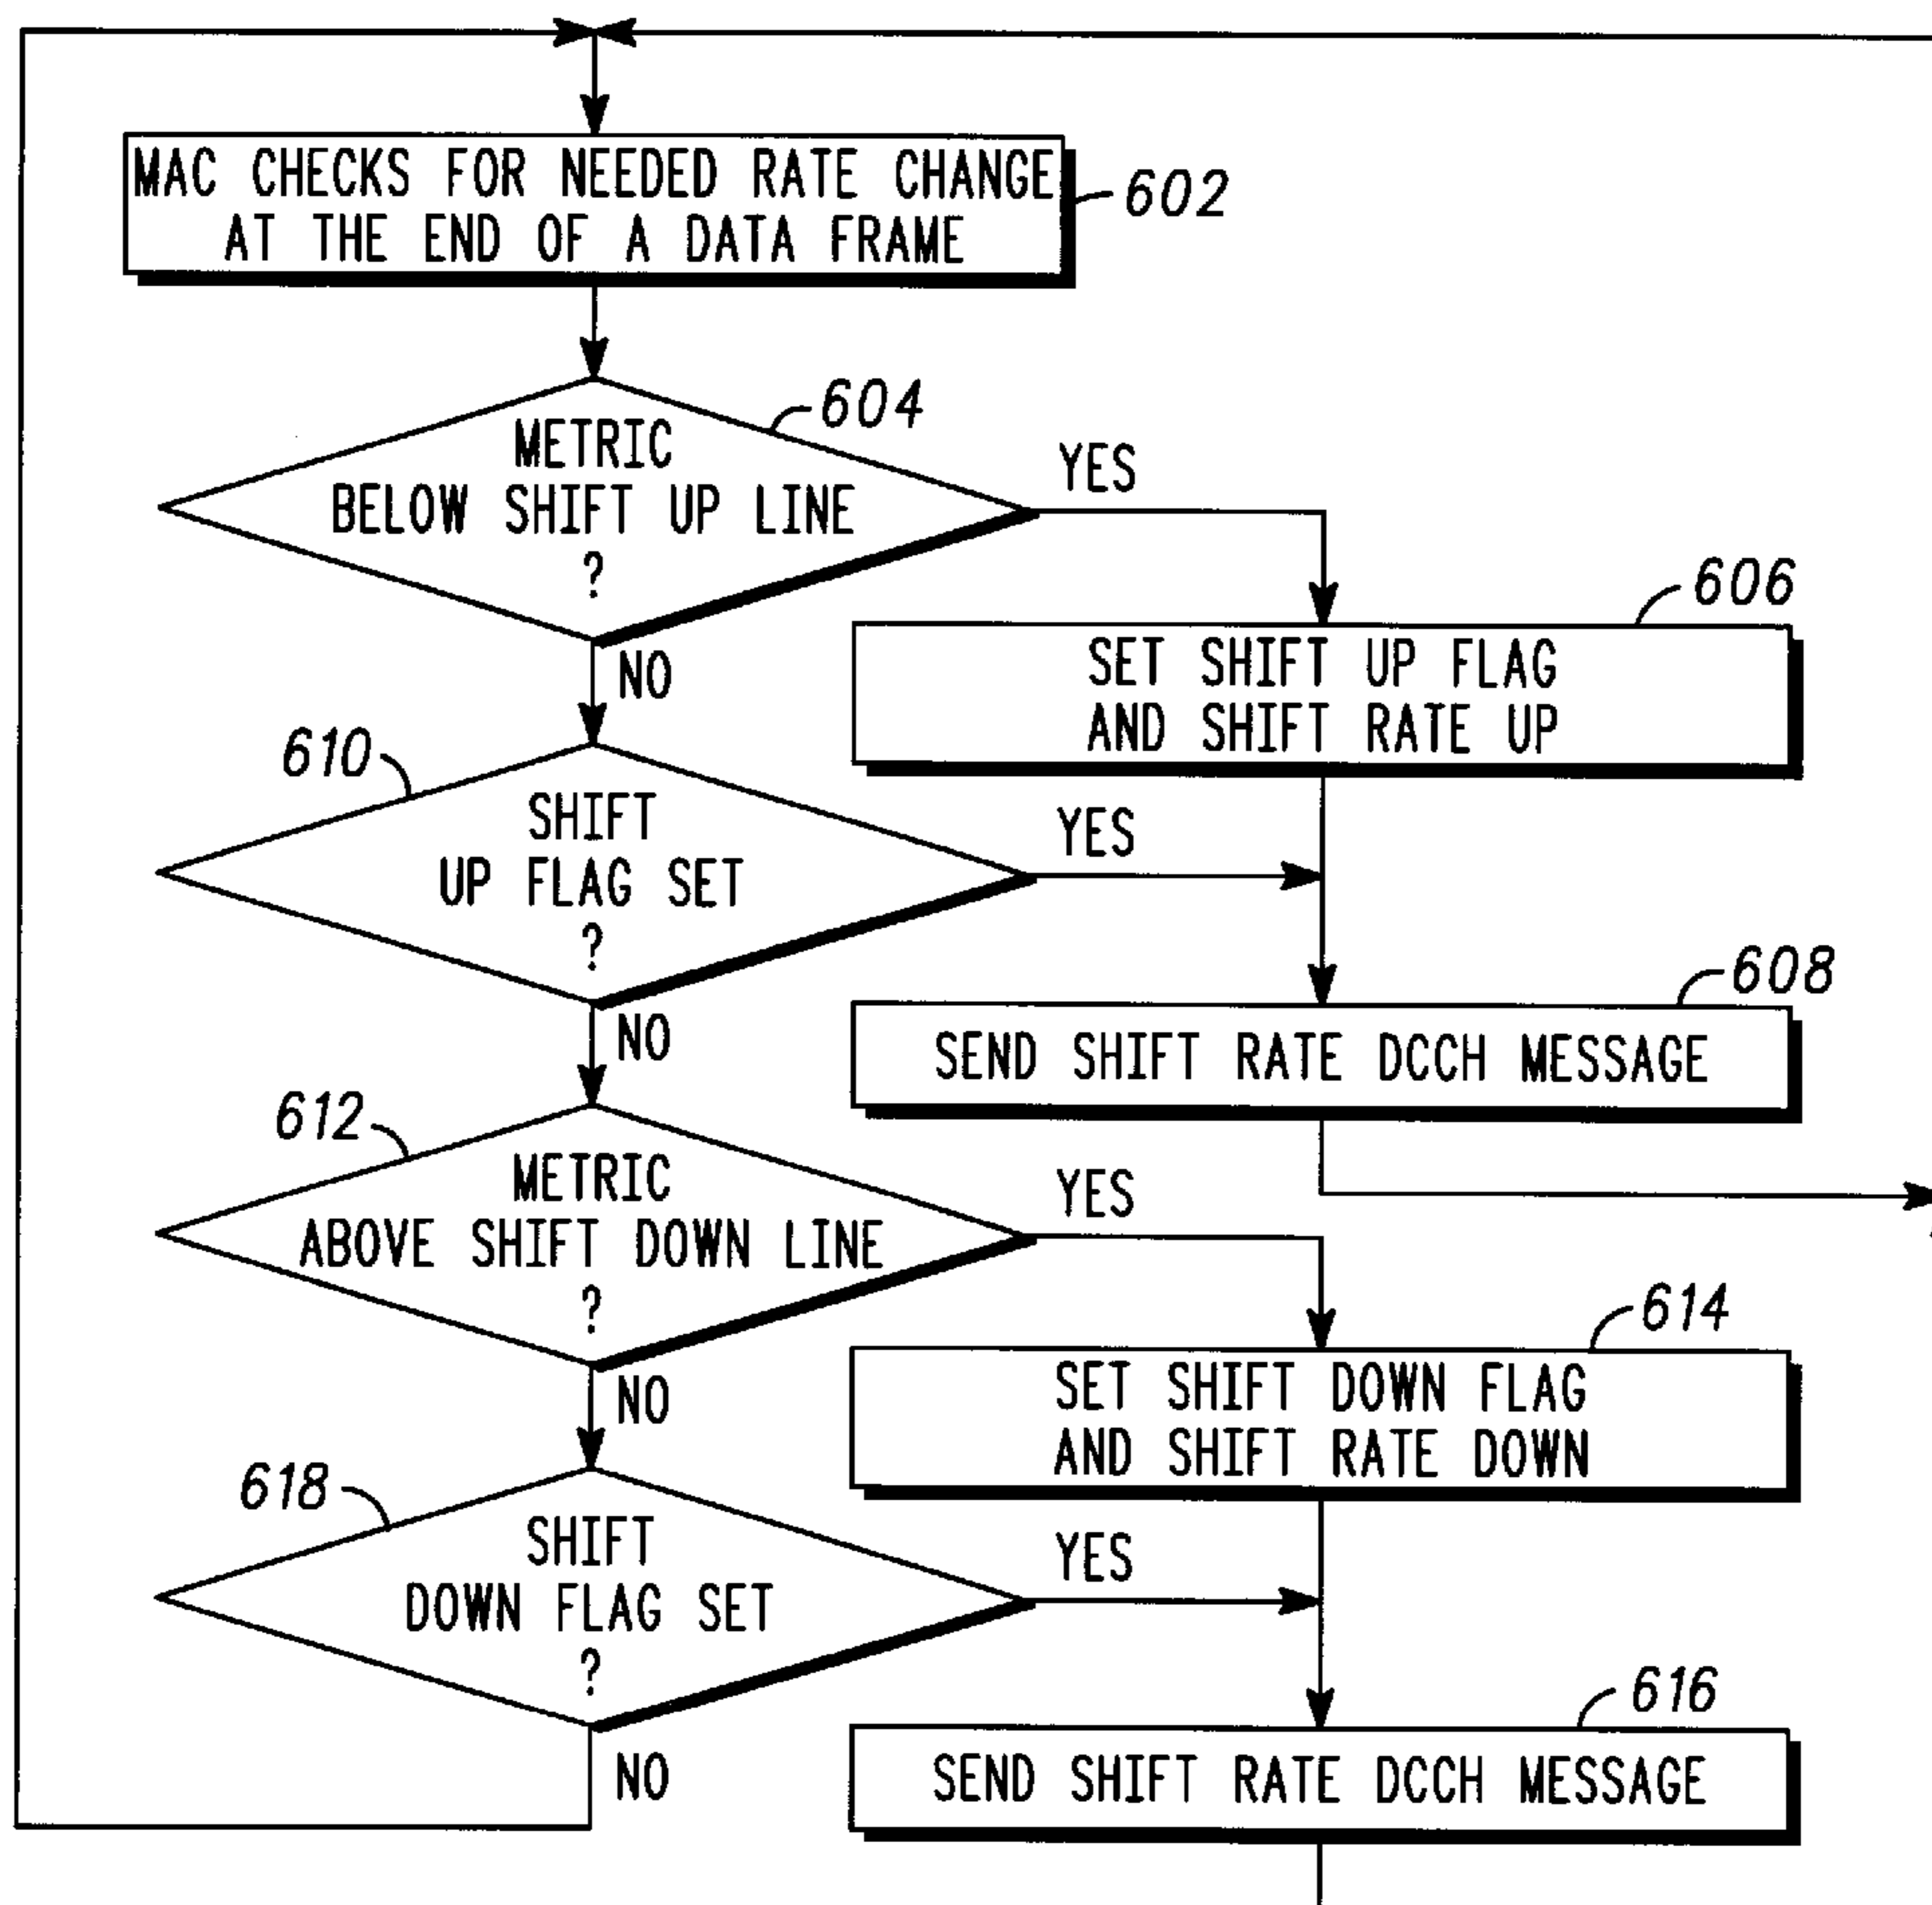 MAC CHECKS FOR NEEDED RATE CHANGE
AT THE END OF A DATA FRAME
602
604
METRIC
BELOW SHIFT UP LINE
?
YES
NO
606
SET SHIFT UP FLAG
AND SHIFT RATE UP
610
SHIFT
UP FLAG SET
?
YES
NO
608
SEND SHIFT RATE DCCH MESSAGE
612
METRIC
ABOVE SHIFT DOWN LINE
?
YES
NO
614
SET SHIFT DOWN FLAG
AND SHIFT RATE DOWN
618
SHIFT
DOWN FLAG SET
?
YES
NO
616
SEND SHIFT RATE DCCH MESSAGE